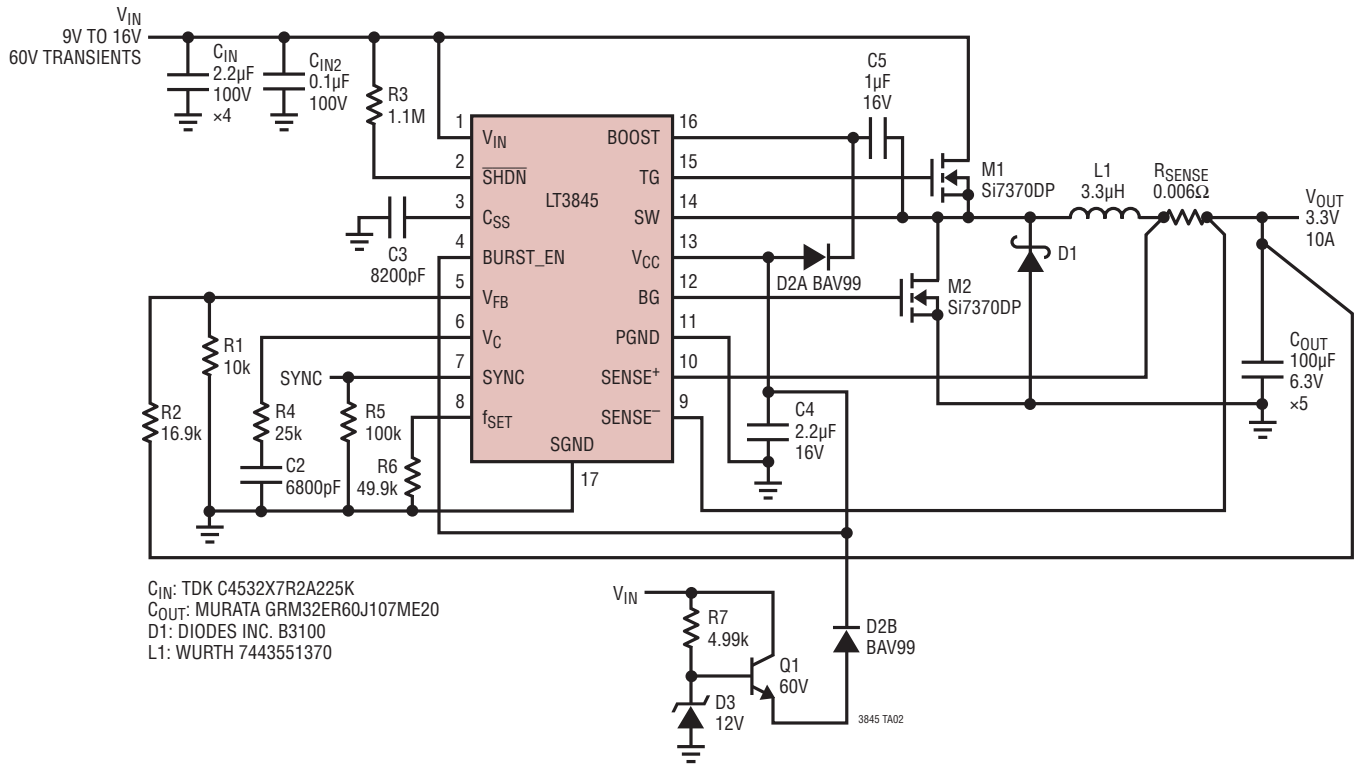 VIN
9V TO 16V
60V TRANSIENTS
CIN
2.2µF
100V
×4
CIN2
0.1µF
100V
R3
1.1M
C5
1µF
16V
1
VIN
2
SHDN
3
CSS
4
BURST_EN
5
VFB
6
VC
7
SYNC
8
fSET
LT3845
SGND
17
16
BOOST
15
TG
14
SW
13
VCC
12
BG
11
PGND
10
SENSE+
9
SENSE–
C3
8200pF
M1
Si7370DP
L1
3.3µH
RSENSE
0.006Ω
VOUT
3.3V
10A
D1
D2A BAV99
M2
Si7370DP
COUT
100µF
6.3V
×5
R1
10k
SYNC
R2
16.9k
R4
25k
R5
100k
C2
6800pF
R6
49.9k
C4
2.2µF
16V
CIN: TDK C4532X7R2A225K
COUT: MURATA GRM32ER60J107ME20
D1: DIODES INC. B3100
L1: WURTH 7443551370
VIN
R7
4.99k
Q1
60V
D2B
BAV99
D3
12V
3845 TA02